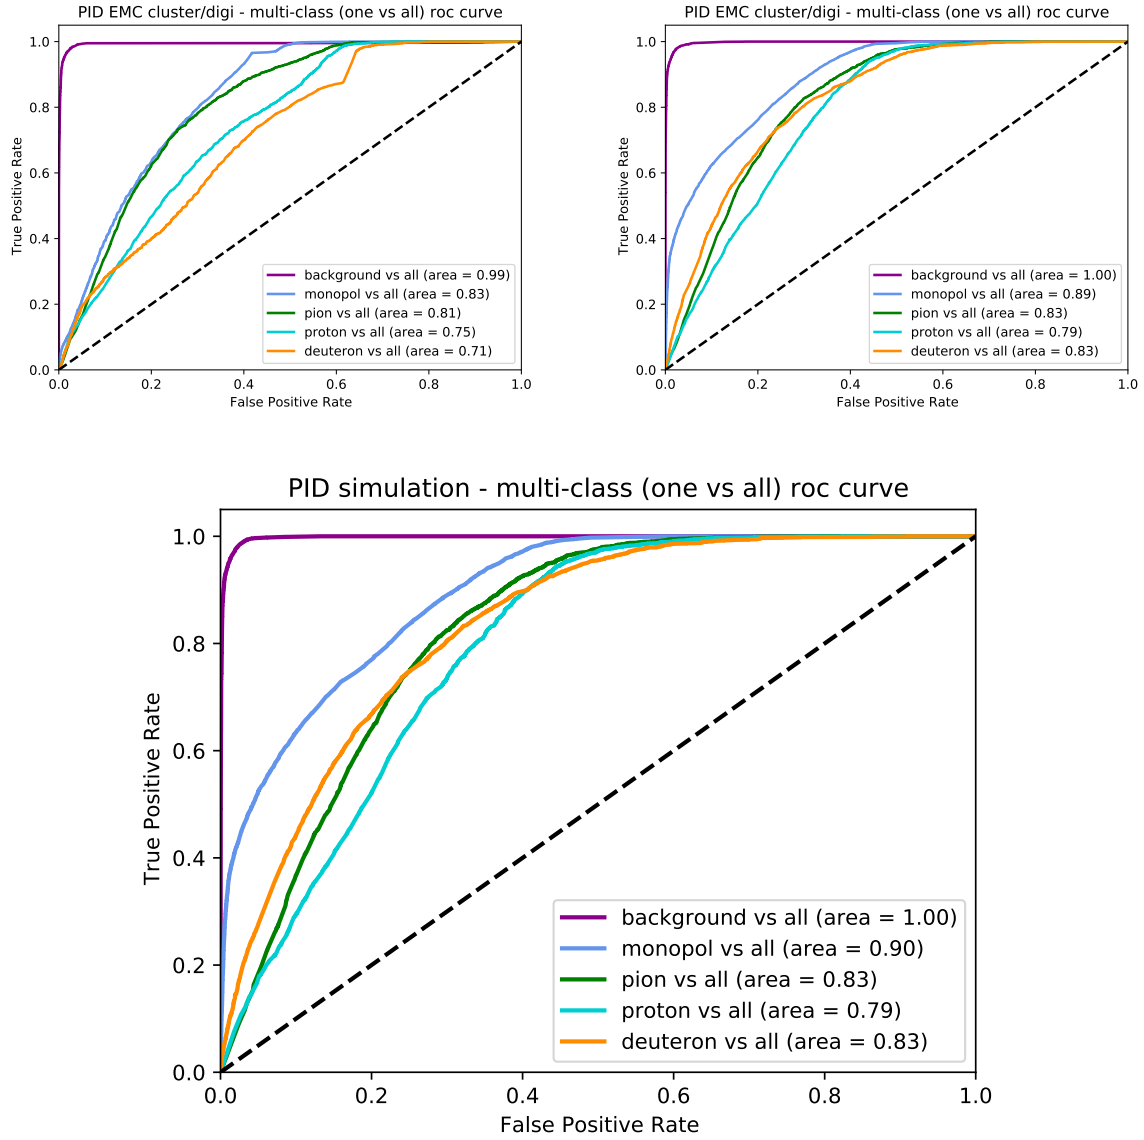 PID EMC cluster/digi - multi-class (one vs all) roc curve
1.0
0.8
0.6
0.4
0.2
0.0
True Positive Rate
background vs all (area = 0.99)
monopol vs all (area = 0.83)
pion vs all (area = 0.81)
proton vs all (area = 0.75)
deuteron vs all (area = 0.71)
0.0 0.2 0.4 0.6 0.8 1.0
False Positive Rate
PID EMC cluster/digi - multi-class (one vs all) roc curve
1.0
0.8
0.6
0.4
0.2
0.0
True Positive Rate
background vs all (area = 1.00)
monopol vs all (area = 0.89)
pion vs all (area = 0.83)
proton vs all (area = 0.79)
deuteron vs all (area = 0.83)
0.0 0.2 0.4 0.6 0.8 1.0
False Positive Rate
PID simulation - multi-class (one vs all) roc curve
1.0
0.8
0.6
0.4
0.2
0.0
True Positive Rate
background vs all (area = 1.00)
monopol vs all (area = 0.90)
pion vs all (area = 0.83)
proton vs all (area = 0.79)
deuteron vs all (area = 0.83)
0.0 0.2 0.4 0.6 0.8 1.0
False Positive Rate